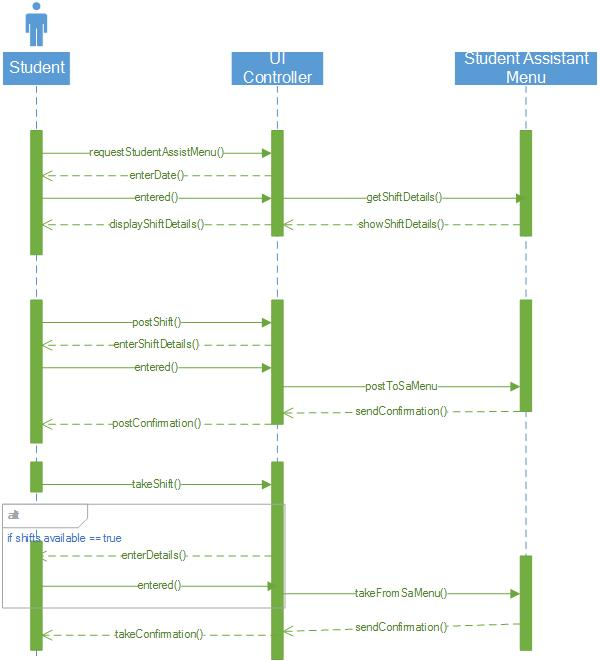 Student
UI
Controller
Student Assistant
Menu
requestStudentAssistMenu()
enterDate()
entered()
getShiftDetails()
displayShiftDetails()
showShiftDetails()
postShift()
enterShiftDetails()
entered()
postToSaMenu
sendConfirmation()
postConfirmation()
takeShift()
alt
if shifts available == true
enterDetails()
entered()
takeFromSaMenu()
sendConfirmation()
takeConfirmation()